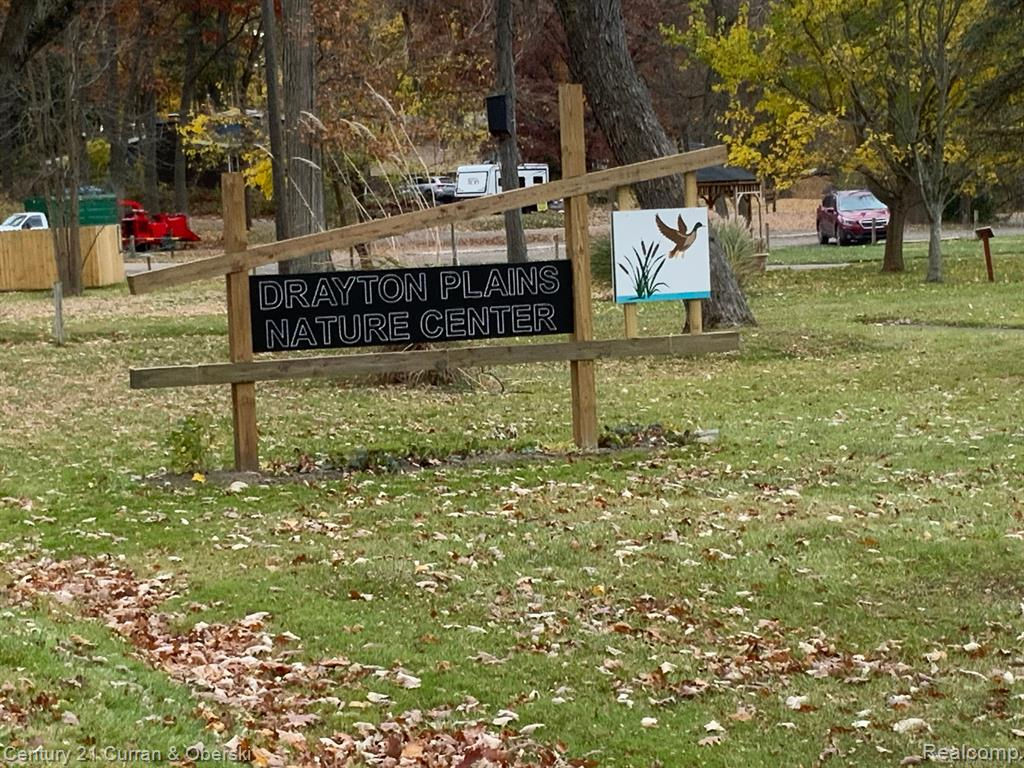 DRAYTON PLAINS
NATURE CENTER
Century 21 Curran & Oberski
Realcomp